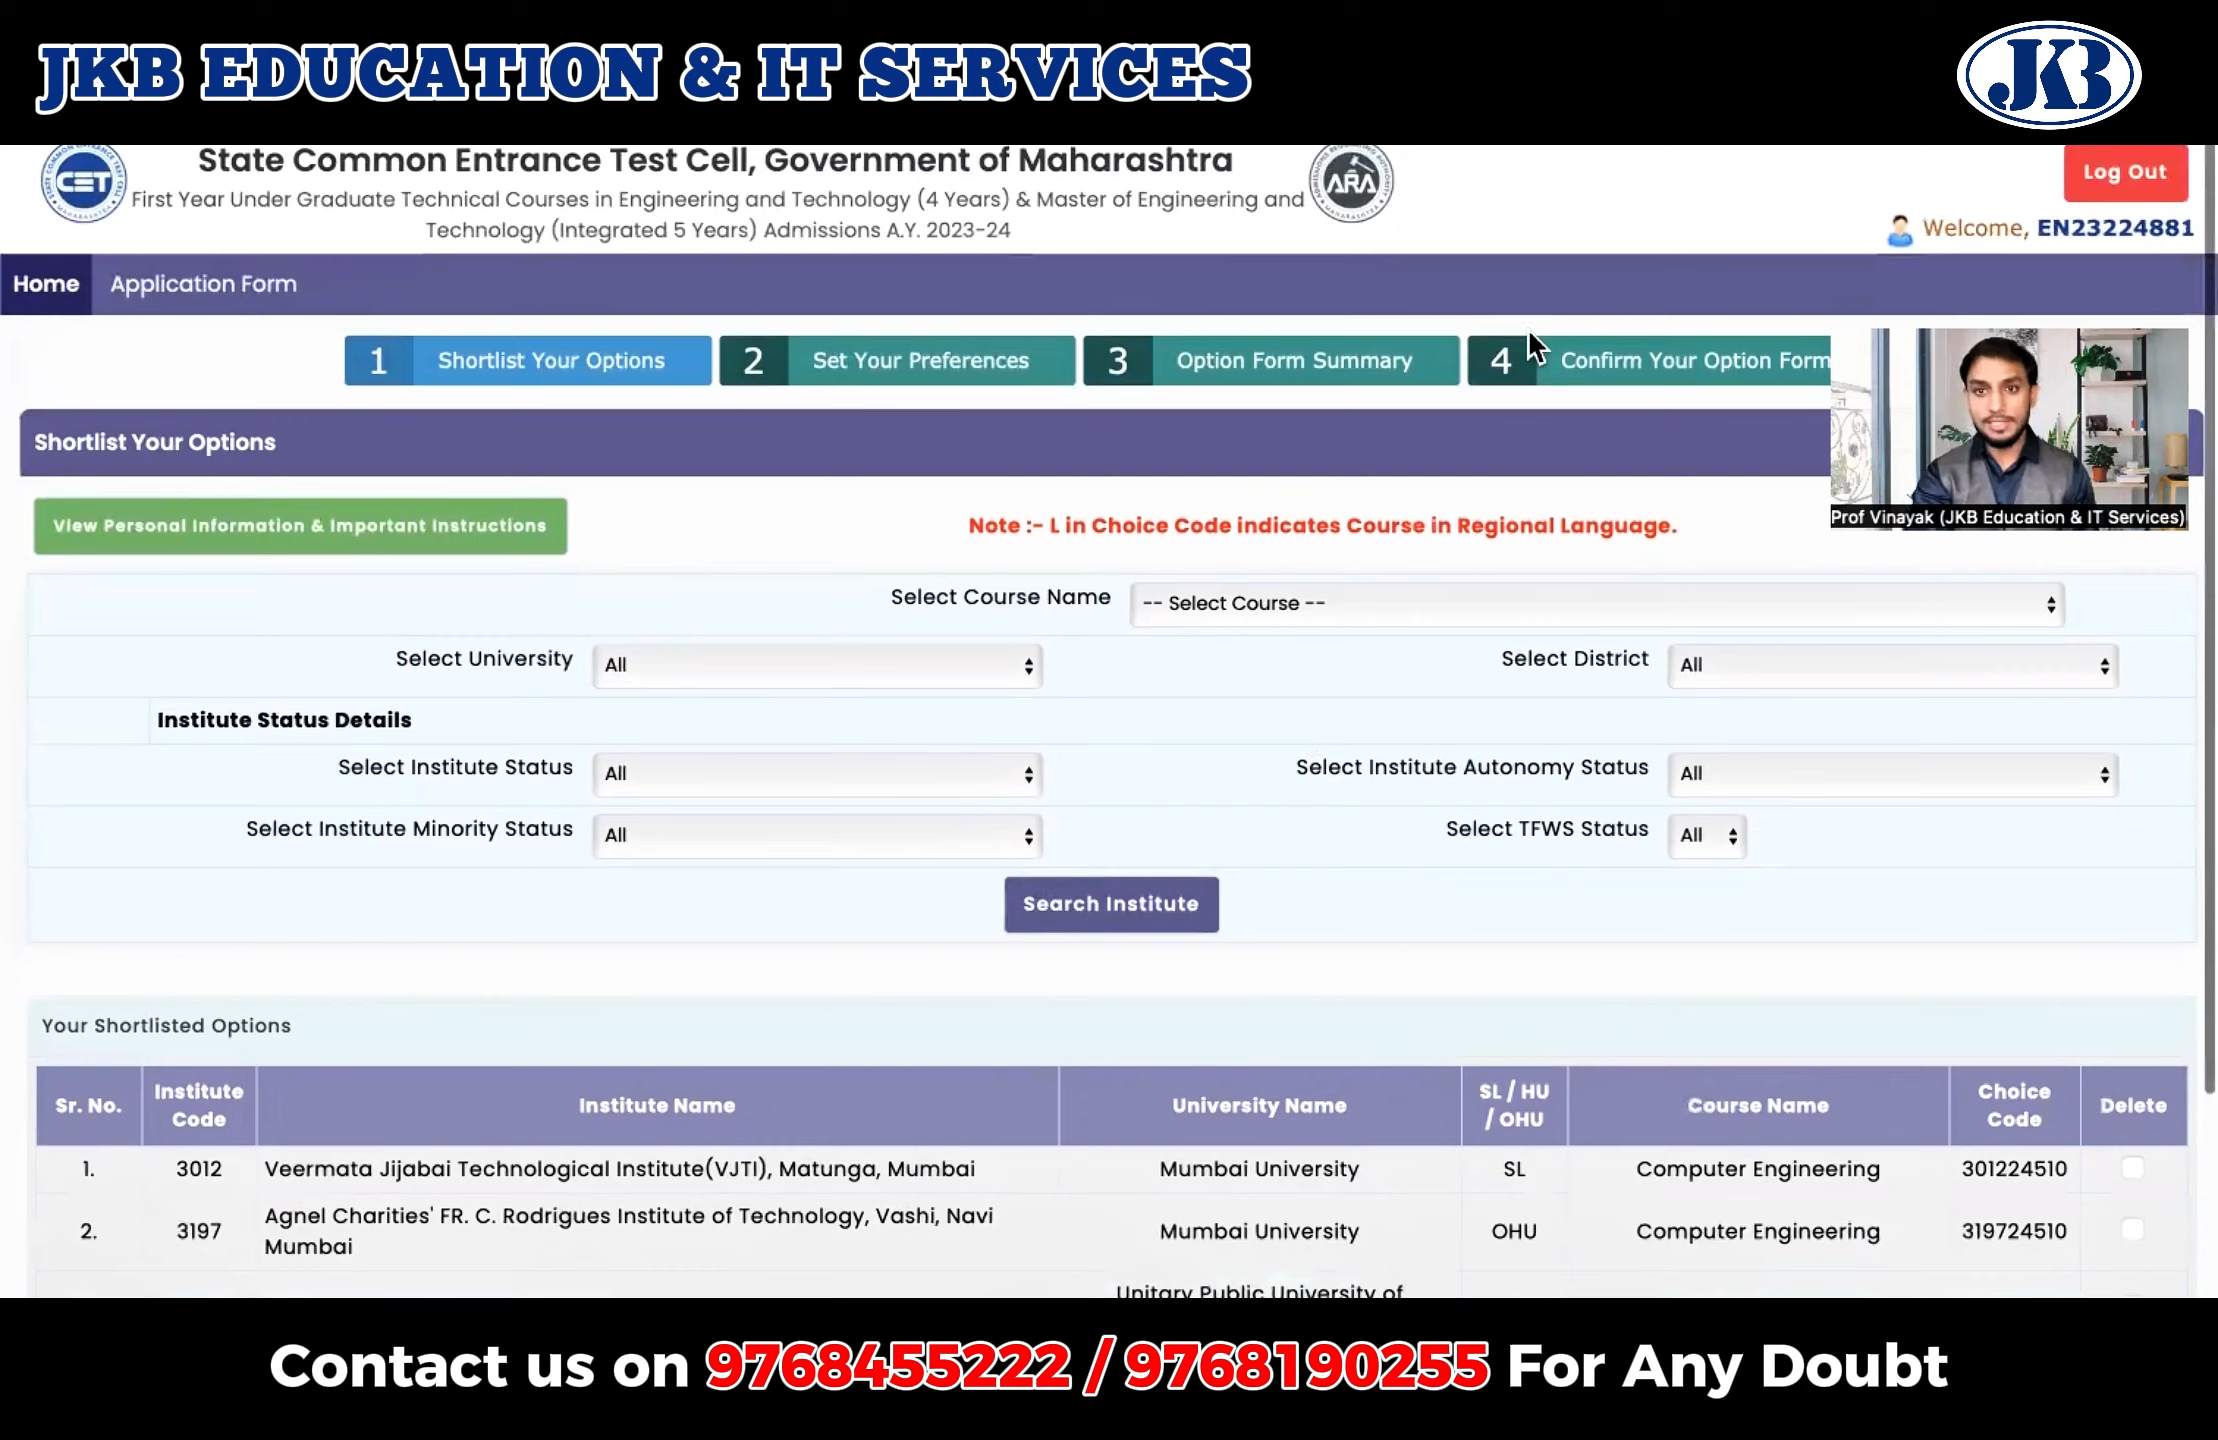 JKB EDUCATION & IT SERVICES
JKB
State Common Entrance Test Cell, Government of Maharashtra
CET
ARA
Log Out
First Year Under Graduate Technical Courses in Engineering and Technology (4 Years) & Master of Engineering and
Technology (Integrated 5 Years) Admissions A.Y. 2023-24
Welcome, EN23224881
Home Application Form
1 Shortlist Your Options 2 Set Your Preferences 3 Option Form Summary 4 Confirm Your Option Form
Shortlist Your Options
Prof Vinayak (JKB Education & IT Services)
View Personal Information & Important Instructions
Note :- L in Choice Code indicates Course in Regional Language.
Select Course Name -- Select Course --
Select University All Select District All
Institute Status Details
Select Institute Status All Select Institute Autonomy Status All
Select Institute Minority Status All Select TFWS Status All
Search Institute
Your Shortlisted Options
Sr. No. Institute Code Institute Name University Name SL / HU / OHU Course Name Choice Code Delete
1. 3012 Veermata Jijabai Technological Institute(VJTI), Matunga, Mumbai Mumbai University SL Computer Engineering 301224510
2. 3197 Agnel Charities' FR. C. Rodrigues Institute of Technology, Vashi, Navi Mumbai Mumbai University OHU Computer Engineering 319724510
Unitary Public University of
Contact us on 9768455222 / 9768190255 For Any Doubt